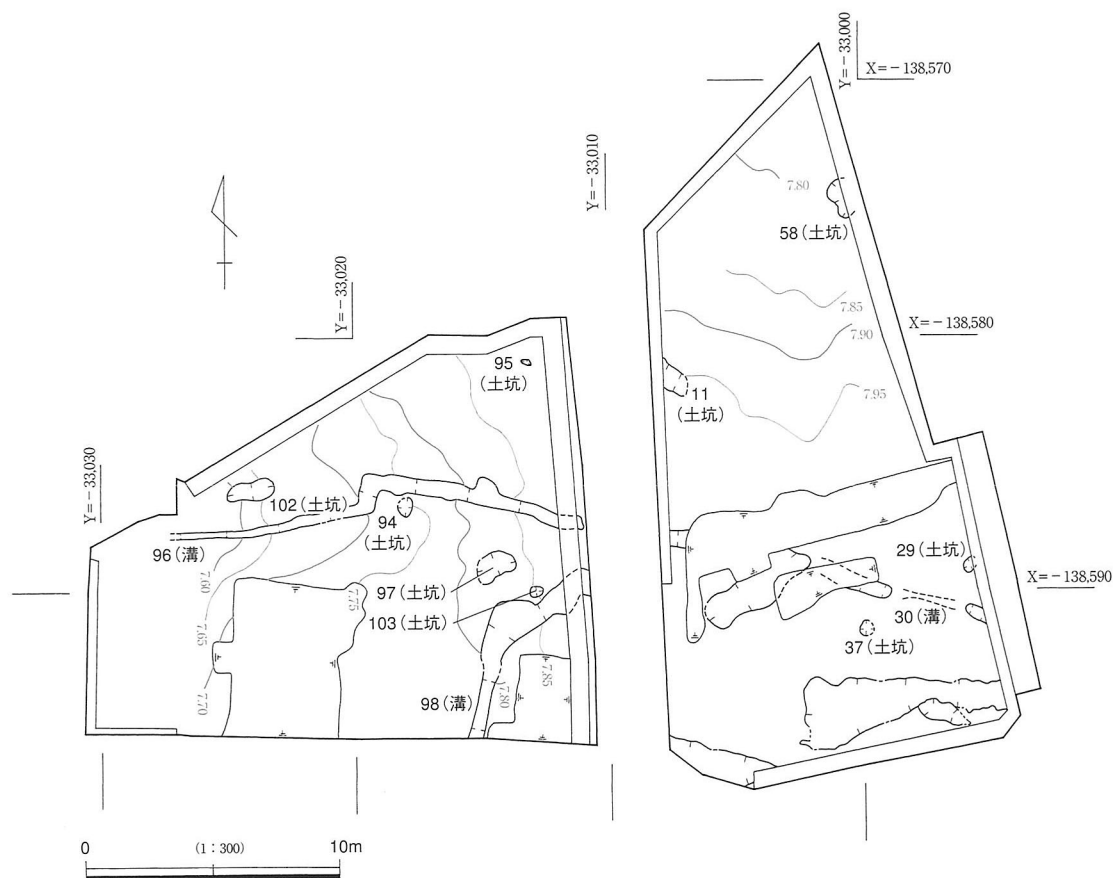 Y=－33,000
X=－138,570
Y=－33,010
7.80
58（土坑）
Y=－33,020
7.85
X=－138,580
7.90
95
（土坑）
7.95
11
（土坑）
Y=－33,030
102（土坑）
94
（土坑）
96（溝）
29（土坑）
7.60
97（土坑）
X=－138,590
7.75
30（溝）
103（土坑）
7.65
37（土坑）
7.85
7.80
7.70
98（溝）
0
（1：300）
10m